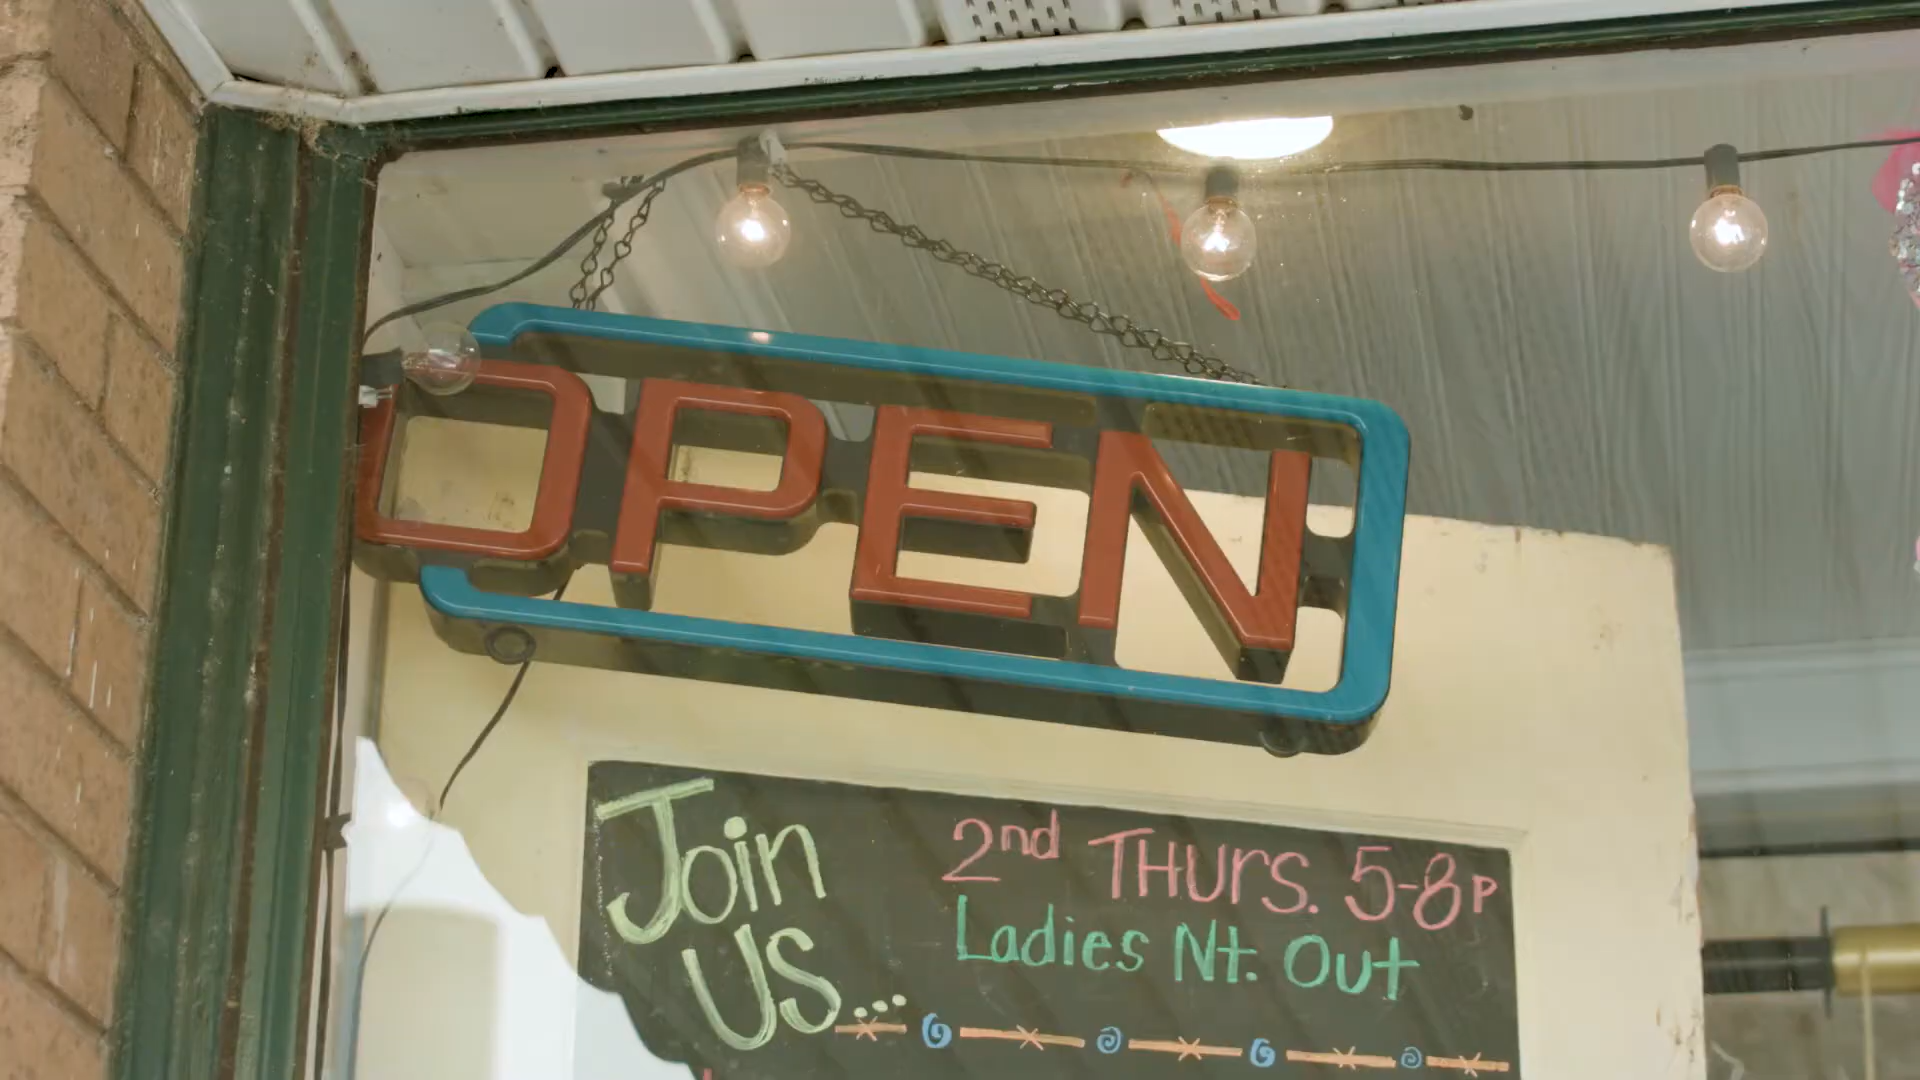 OPEN
Join
US...
2nd THURS. 5-8P
Ladies Nt. Out